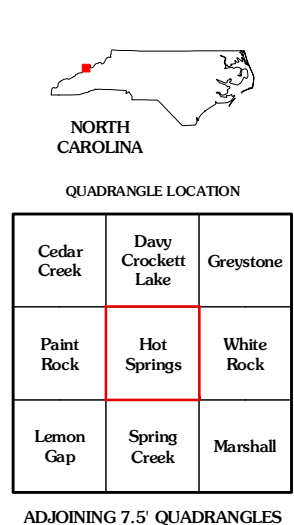 NORTH
CAROLINA
QUADRANGLE LOCATION
Cedar
Creek
Davy
Crockett
Lake
Greystone
Paint
Rock
Hot
Springs
White
Rock
Lemon
Gap
Spring
Creek
Marshall
ADJOINING 7.5' QUADRANGLES